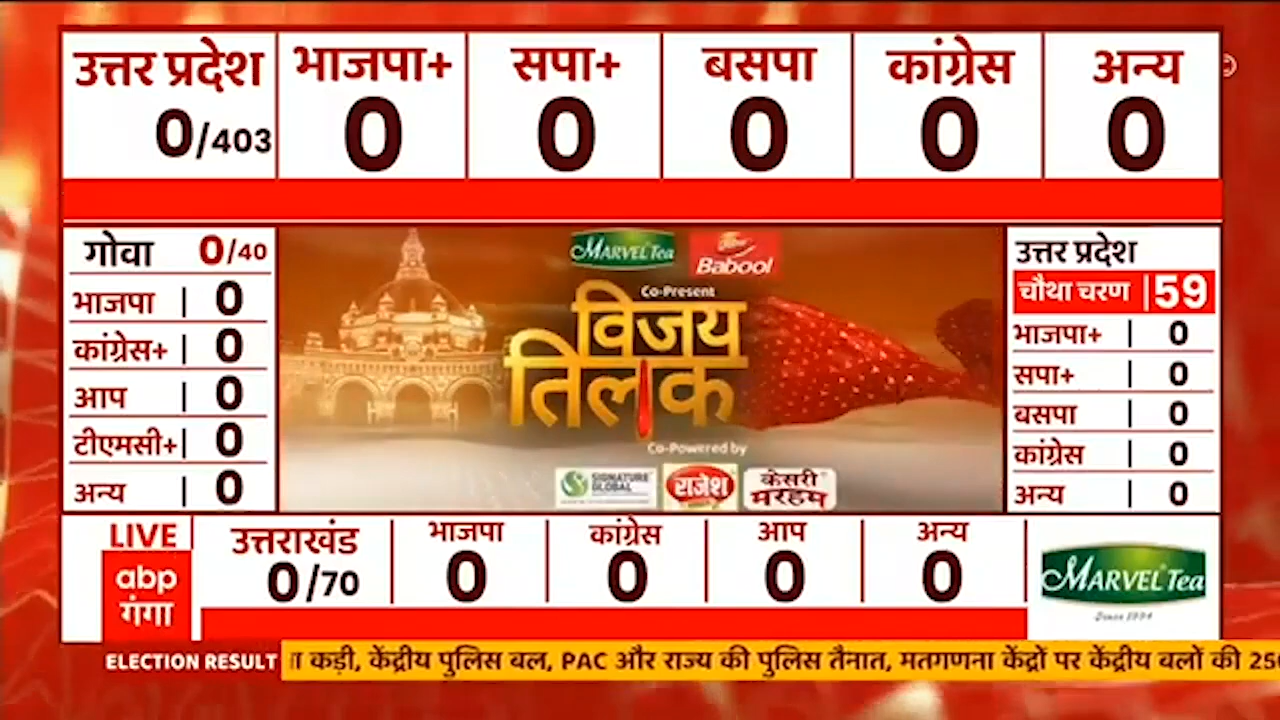 उत्तर प्रदेश
0/403
भाजपा+
0
सपा+
0
बसपा
0
कांग्रेस
0
अन्य
0
गोवा 0/40
भाजपा | 0
कांग्रेस+ | 0
आप | 0
टीएमसी+ | 0
अन्य | 0
MARVEL Tea
Babool
Co-Present
विजय
तिलक
Co-Powered by
SIGNATURE GLOBAL
राजेश
केसरी
मरहम
उत्तर प्रदेश
चौथा चरण | 59
भाजपा+ | 0
सपा+ | 0
बसपा | 0
कांग्रेस | 0
अन्य | 0
LIVE
abp
गंगा
उत्तराखंड
0/70
भाजपा
0
कांग्रेस
0
आप
0
अन्य
0
MARVEL Tea
Since 1994
ELECTION RESULT
कड़ी, केंद्रीय पुलिस बल, PAC और राज्य की पुलिस तैनात, मतगणना केंद्रों पर केंद्रीय बलों की